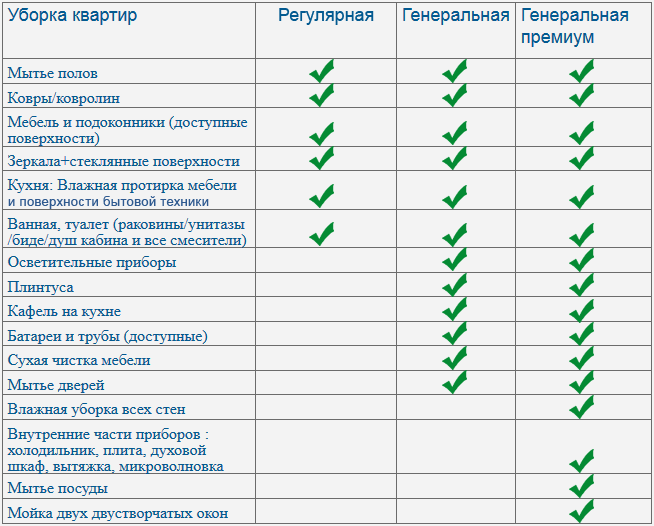 Уборка квартир Регулярная Генеральная Генеральная
премиум
Мытье полов
Ковры/ковролин
Мебель и подоконники (доступные
поверхности)
Зеркала+стеклянные поверхности
Кухня: Влажная протирка мебели
и поверхности бытовой техники
Ванная, туалет (раковины/унитазы
/биде/душ кабина и все смесители)
Осветительные приборы
Плинтуса
Кафель на кухне
Батареи и трубы (доступные)
Сухая чистка мебели
Мытье дверей
Влажная уборка всех стен
Внутренние части приборов :
холодильник, плита, духовой
шкаф, вытяжка, микроволновка
Мытье посуды
Мойка двух двустворчатых окон